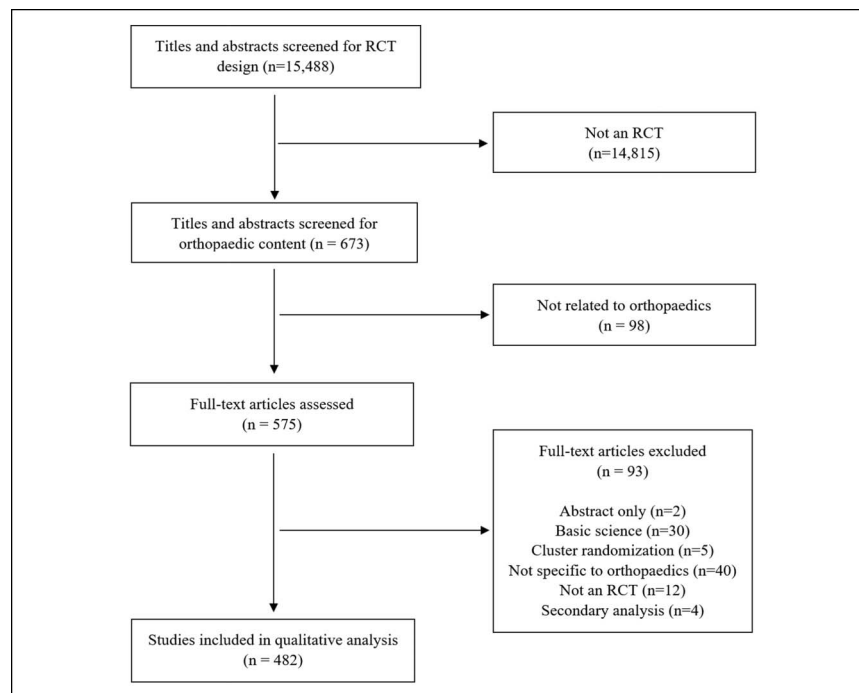 Titles and abstracts screened for RCT
design (n=15,488)
Not an RCT
(n=14,815)
Titles and abstracts screened for
orthopaedic content (n = 673)
Not related to orthopaedics
(n = 98)
Full-text articles assessed
(n = 575)
Full-text articles excluded
(n = 93)
Abstract only (n=2)
Basic science (n=30)
Cluster randomization (n=5)
Not specific to orthopaedics (n=40)
Not an RCT (n=12)
Secondary analysis (n=4)
Studies included in qualitative analysis
(n = 482)